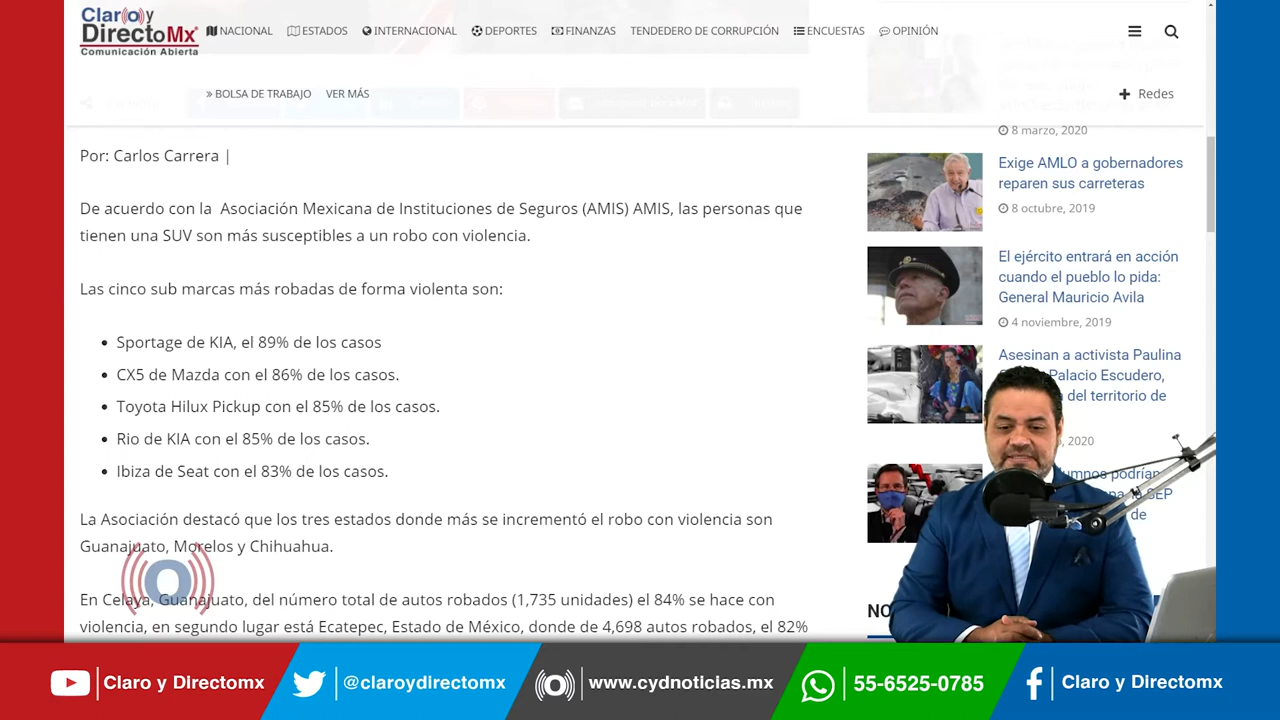 Claro y
DirectoMx
Comunicación Abierta
NACIONAL
ESTADOS
INTERNACIONAL
DEPORTES
FINANZAS
TENDEDERO DE CORRUPCIÓN
ENCUESTAS
OPINIÓN
» BOLSA DE TRABAJO
VER MÁS
+ Redes
Por: Carlos Carrera |
De acuerdo con la Asociación Mexicana de Instituciones de Seguros (AMIS) AMIS, las personas que
tienen una SUV son más susceptibles a un robo con violencia.
Las cinco sub marcas más robadas de forma violenta son:
Sportage de KIA, el 89% de los casos
CX5 de Mazda con el 86% de los casos.
Toyota Hilux Pickup con el 85% de los casos.
Rio de KIA con el 85% de los casos.
Ibiza de Seat con el 83% de los casos.
La Asociación destacó que los tres estados donde más se incrementó el robo con violencia son
Guanajuato, Morelos y Chihuahua.
En Celaya, Guanajuato, del número total de autos robados (1,735 unidades) el 84% se hace con
violencia, en segundo lugar está Ecatepec, Estado de México, donde de 4,698 autos robados, el 82%
8 marzo, 2020
Exige AMLO a gobernadores
reparen sus carreteras
8 octubre, 2019
El ejército entrará en acción
cuando el pueblo lo pida:
General Mauricio Avila
4 noviembre, 2019
Asesinan a activista Paulina
Palacio Escudero,
del territorio de
2020
podrían
SEP
de
NO
Claro y Directomx
@claroydirectomx
www.cydnoticias.mx
55-6525-0785
Claro y Directomx